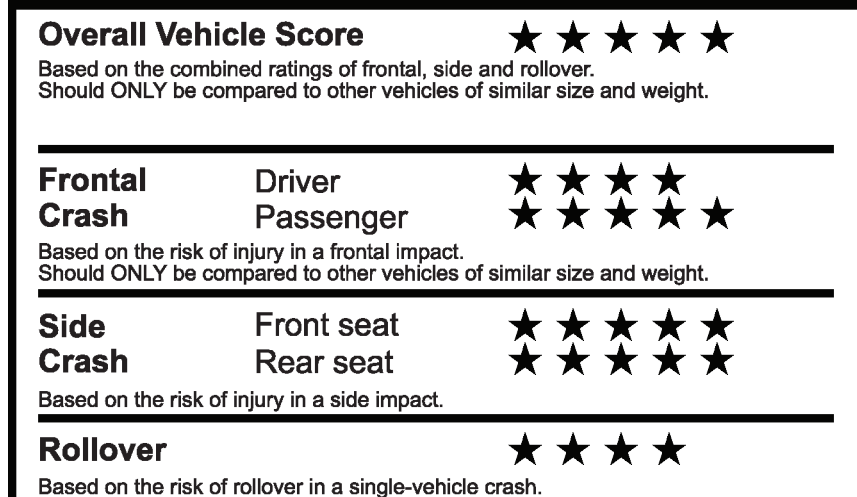 Overall Vehicle Score ★ ★ ★ ★ ★
Based on the combined ratings of frontal, side and rollover.
Should ONLY be compared to other vehicles of similar size and weight.
Frontal Driver ★ ★ ★ ★
Crash Passenger ★ ★ ★ ★ ★
Based on the risk of injury in a frontal impact.
Should ONLY be compared to other vehicles of similar size and weight.
Side Front seat ★ ★ ★ ★ ★
Crash Rear seat ★ ★ ★ ★ ★
Based on the risk of injury in a side impact.
Rollover ★ ★ ★ ★
Based on the risk of rollover in a single-vehicle crash.